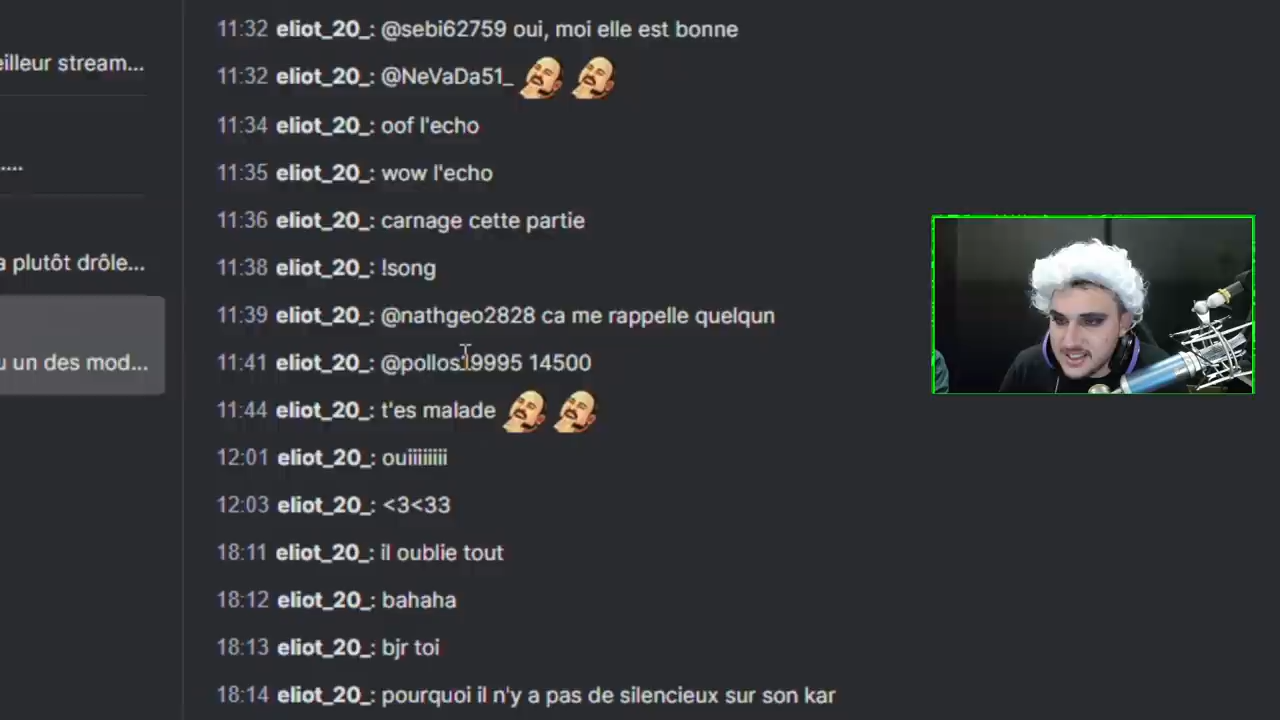 11:32 eliot_20_: @sebi62759 oui, moi elle est bonne
eilleur stream...
11:32 eliot_20_: @NeVaDa51_
11:34 eliot_20_: oof l'echo
.....
11:35 eliot_20_: wow l'echo
11:36 eliot_20_: carnage cette partie
a plutôt drôle...
11:38 eliot_20_: !song
11:39 eliot_20_: @nathgeo2828 ca me rappelle quelqun
u un des mod...
11:41 eliot_20_: @pollos19995 14500
11:44 eliot_20_: t'es malade
12:01 eliot_20_: ouiiiiiiii
12:03 eliot_20_: <3<33
18:11 eliot_20_: il oublie tout
18:12 eliot_20_: bahaha
18:13 eliot_20_: bjr toi
18:14 eliot_20_: pourquoi il n'y a pas de silencieux sur son kar